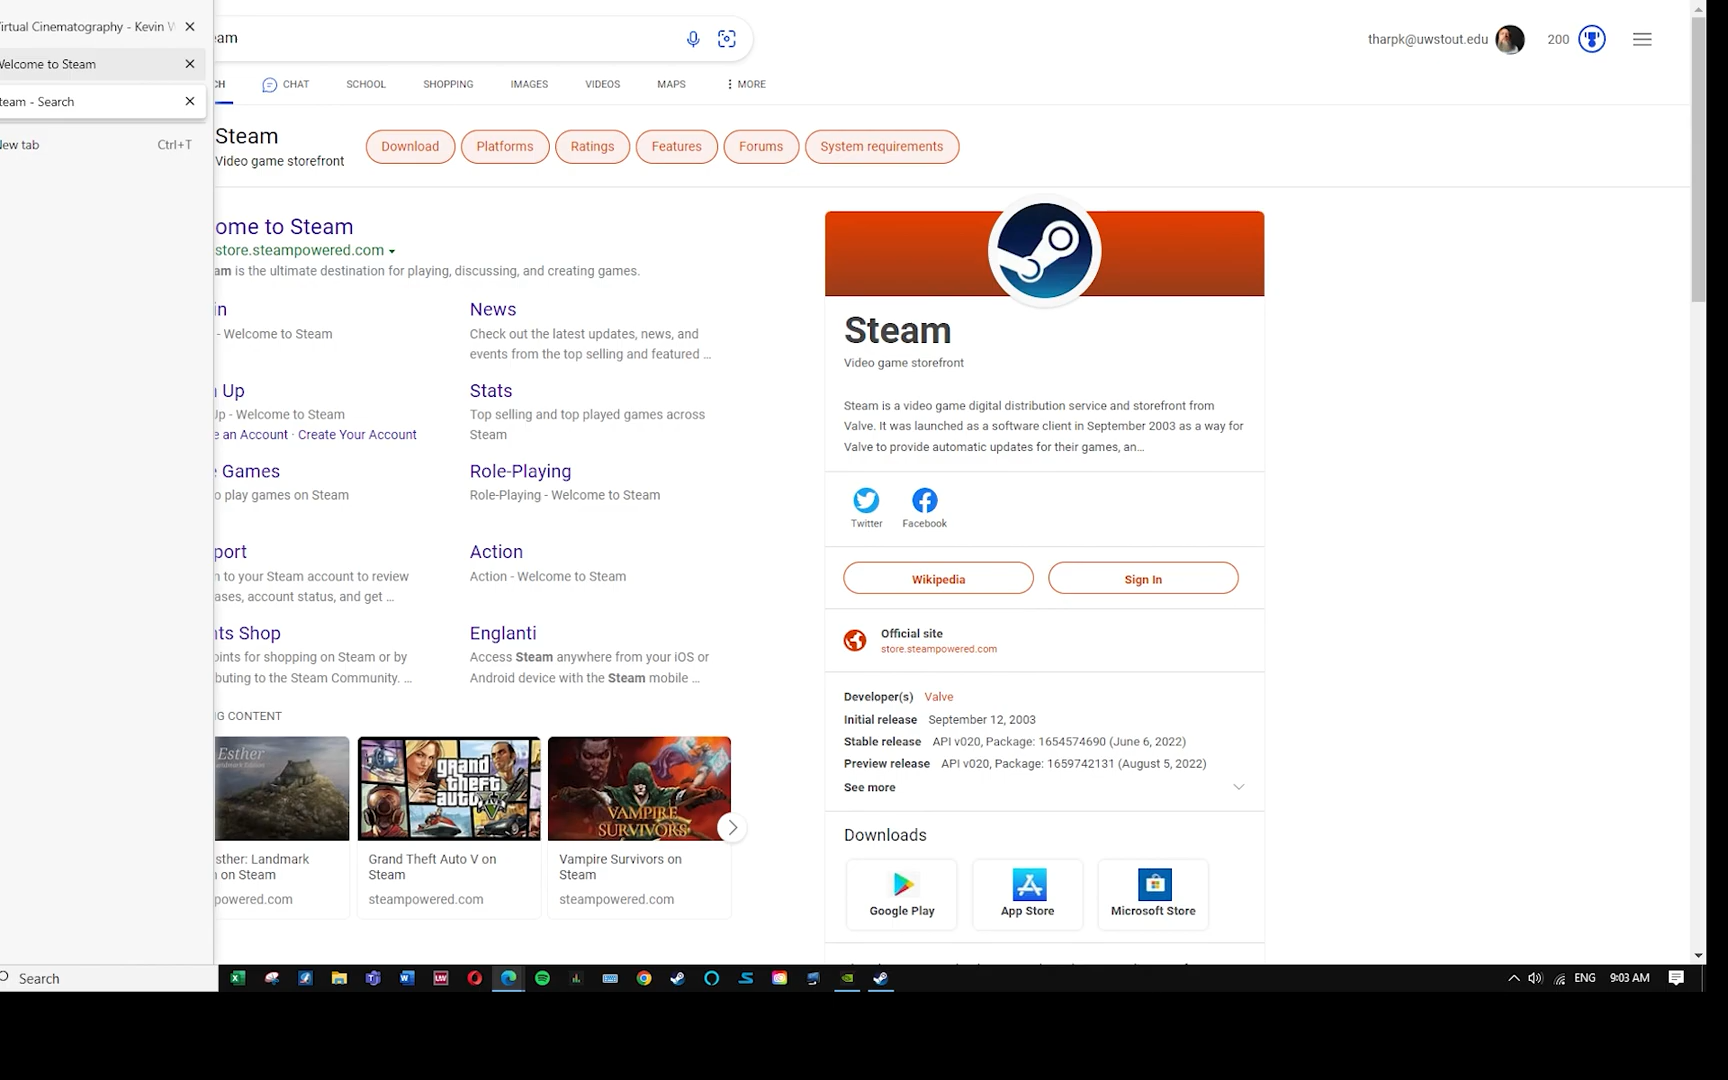 irtual Cinematography - Kevin W
Welcome to Steam
team - Search
New tab Ctrl+T
eam
tharpk@uwstout.edu 200
CH CHAT SCHOOL SHOPPING IMAGES VIDEOS MAPS MORE
Steam
Video game storefront
Download Platforms Ratings Features Forums System requirements
ome to Steam
store.steampowered.com
am is the ultimate destination for playing, discussing, and creating games.
in
- Welcome to Steam
News
Check out the latest updates, news, and
events from the top selling and featured ...
n Up
Up - Welcome to Steam
e an Account · Create Your Account
Stats
Top selling and top played games across
Steam
e Games
o play games on Steam
Role-Playing
Role-Playing - Welcome to Steam
port
n to your Steam account to review
ases, account status, and get ...
Action
Action - Welcome to Steam
nts Shop
oints for shopping on Steam or by
buting to the Steam Community. ...
Englanti
Access Steam anywhere from your iOS or
Android device with the Steam mobile ...
G CONTENT
Esther
andmark Edition
grand
theft
auto
V
VAMPIRE
SURVIVORS
sther: Landmark
n on Steam
powered.com
Grand Theft Auto V on
Steam
steampowered.com
Vampire Survivors on
Steam
steampowered.com
Steam
Video game storefront
Steam is a video game digital distribution service and storefront from
Valve. It was launched as a software client in September 2003 as a way for
Valve to provide automatic updates for their games, an...
Twitter Facebook
Wikipedia Sign In
Official site
store.steampowered.com
Developer(s) Valve
Initial release September 12, 2003
Stable release API v020, Package: 1654574690 (June 6, 2022)
Preview release API v020, Package: 1659742131 (August 5, 2022)
See more
Downloads
Google Play App Store Microsoft Store
Search
LW
ENG 9:03 AM